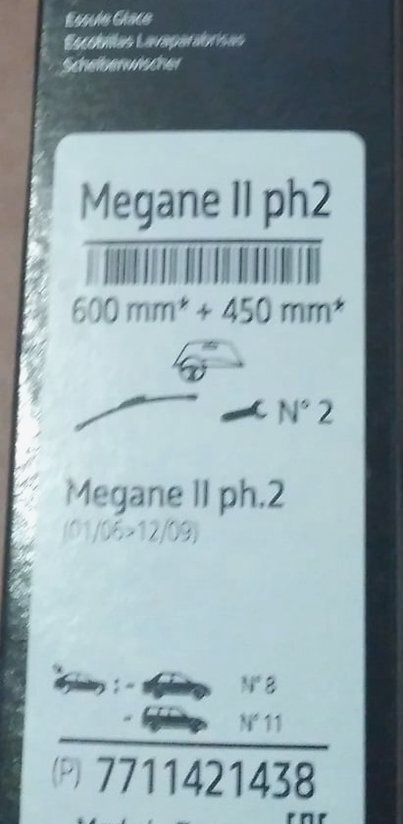 Essuie Glace
Escobillas Lavaparabrisas
Scheibenwischer
Megane II ph2
600 mm* + 450 mm*
N° 2
Megane II ph.2
(01/06>12/09)
: -
N° 8
- N° 11
(P) 7711421438